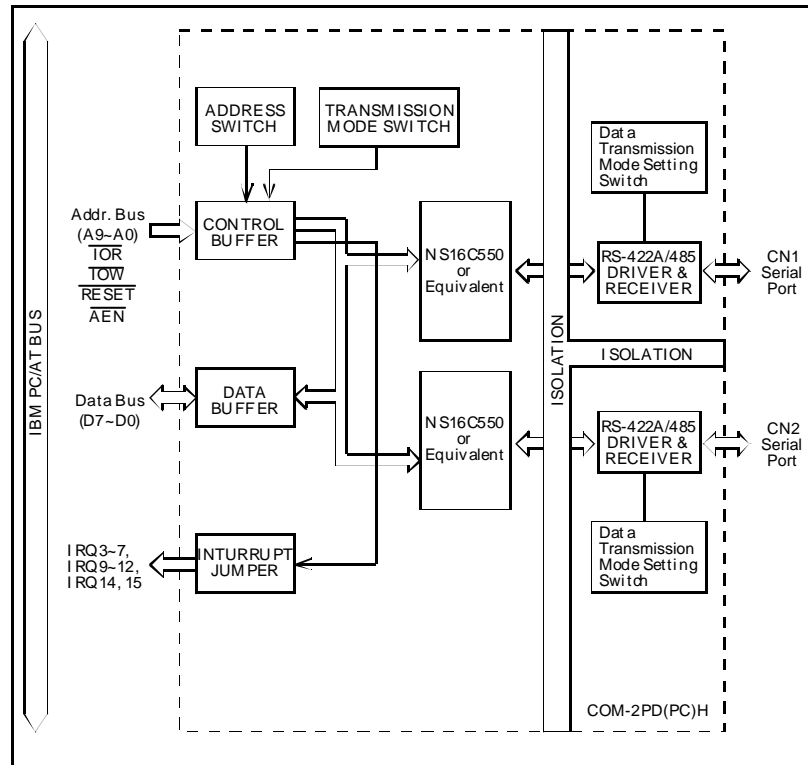 IBM PC/AT BUS
ADDRESS
SWITCH
TRANSMISSION
MODE SWITCH
Data
Transmission
Mode Setting
Switch
Addr. Bus
(A9~A0)
IOR
TOW
RESET
AEN
CONTROL
BUFFER
NS16C550
or
Equivalent
RS-422A/485
DRIVER &
RECEIVER
CN1
Serial
Port
ISOLATION
ISOLATION
Data Bus
(D7~D0)
DATA
BUFFER
NS16C550
or
Equivalent
RS-422A/485
DRIVER &
RECEIVER
CN2
Serial
Port
IRQ3~7,
IRQ9~12,
IRQ14, 15
INTURRUPT
JUMPER
Data
Transmission
Mode Setting
Switch
COM-2PD(PC)H